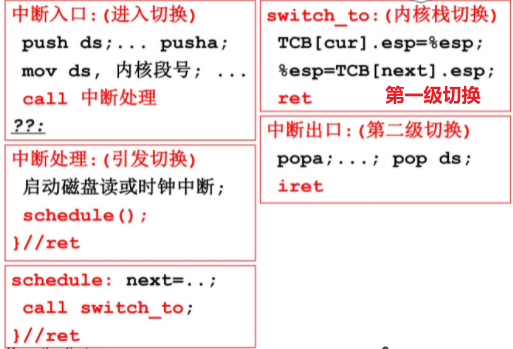 中断入口:(进入切换)
push ds;... pusha;
mov ds, 内核段号; ...
call 中断处理
??:
中断处理:(引发切换)
启动磁盘读或时钟中断;
schedule();
}//ret
schedule: next=..;
call switch_to;
}//ret
switch_to:(内核栈切换)
TCB[cur].esp=%esp;
%esp=TCB[next].esp;
ret 第一级切换
中断出口:(第二级切换)
popa;...; pop ds;
iret